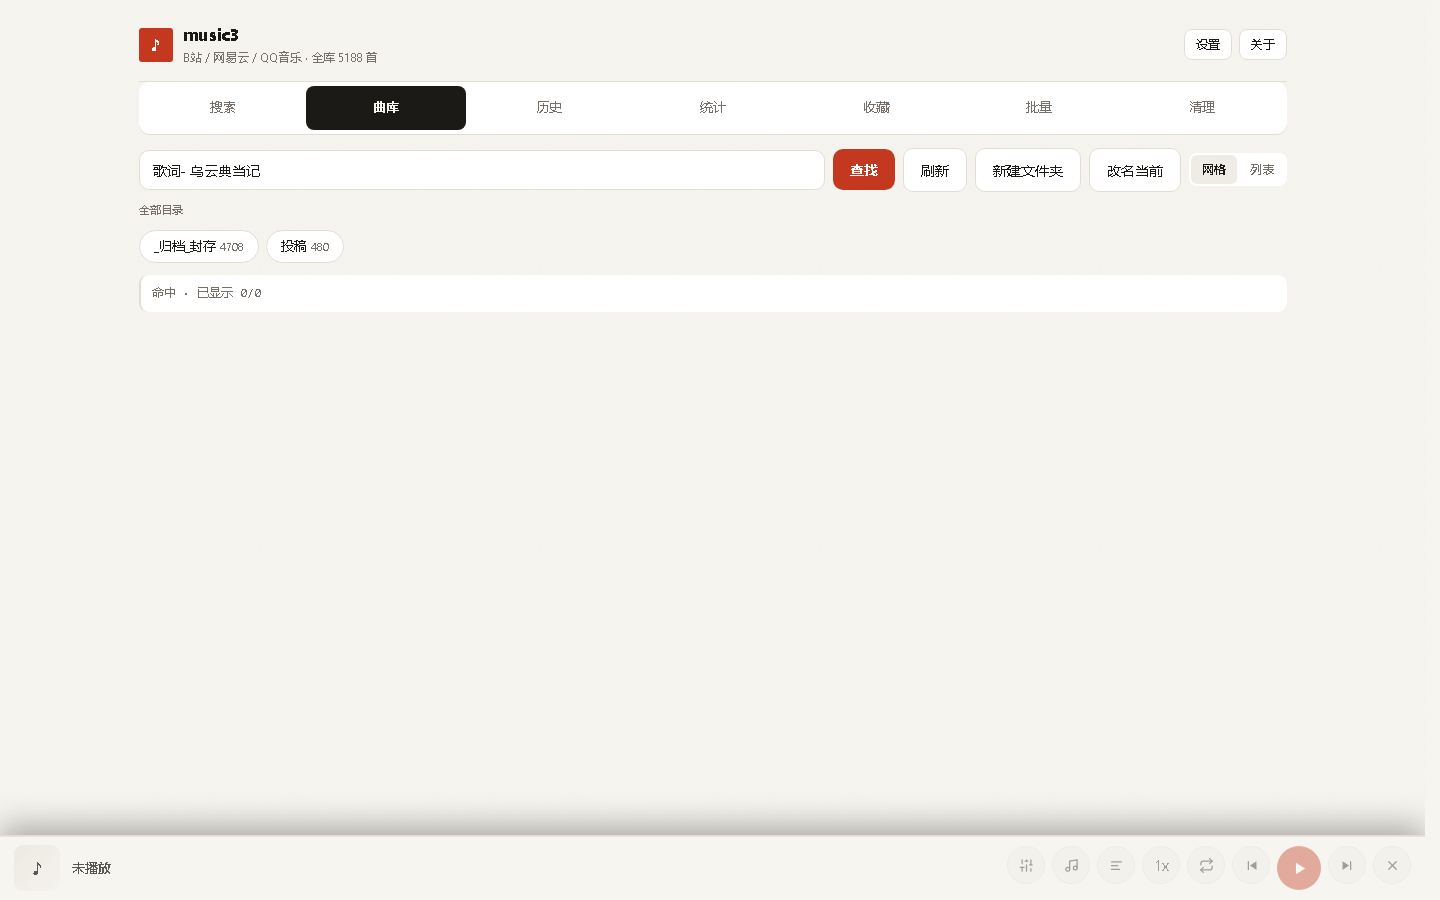 music3
B站 / 网易云 / QQ音乐 · 全库 5188 首
设置
关于
搜索
曲库
历史
统计
收藏
批量
清理
歌词- 乌云典当记
查找
刷新
新建文件夹
改名当前
网格
列表
全部目录
_归档_封存 4708
投稿 480
命中 · 已显示 0/0
未播放
1x